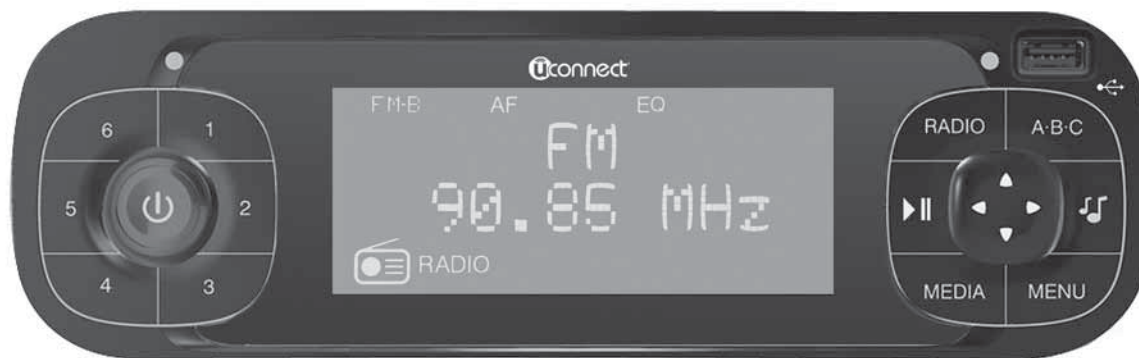 uconnect
FM-B AF EQ
FM
90.85 MHz
RADIO
6 1
5 2
4 3
RADIO A·B·C
MEDIA MENU